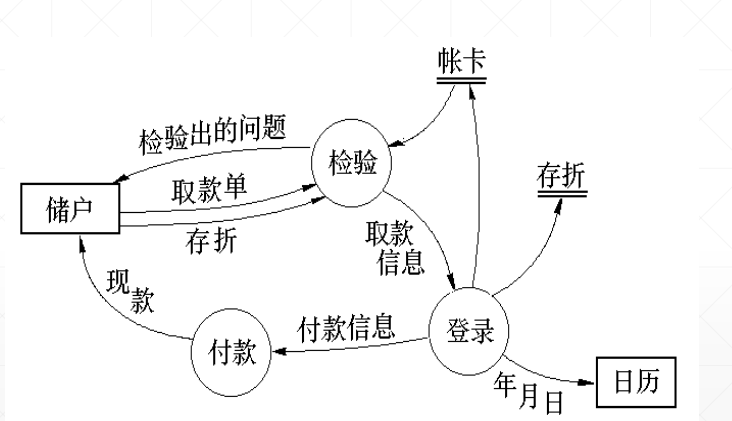 帐卡
检验出的问题
检验
存折
取款单
储户
存折
取款
信息
现款
付款信息
登录
付款
日历
年月日